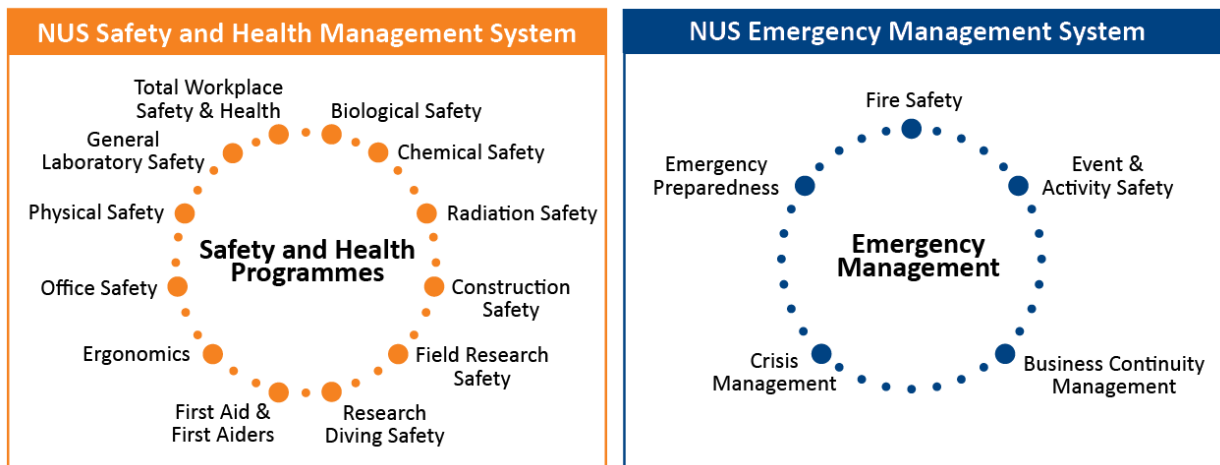 NUS Safety and Health Management System
Total Workplace
Safety & Health
Biological Safety
General
Laboratory Safety
Chemical Safety
Physical Safety
Radiation Safety
Safety and Health
Programmes
Office Safety
Construction
Safety
Ergonomics
Field Research
Safety
First Aid &
First Aiders
Research
Diving Safety
NUS Emergency Management System
Fire Safety
Emergency
Preparedness
Event &
Activity Safety
Emergency
Management
Crisis
Management
Business Continuity
Management